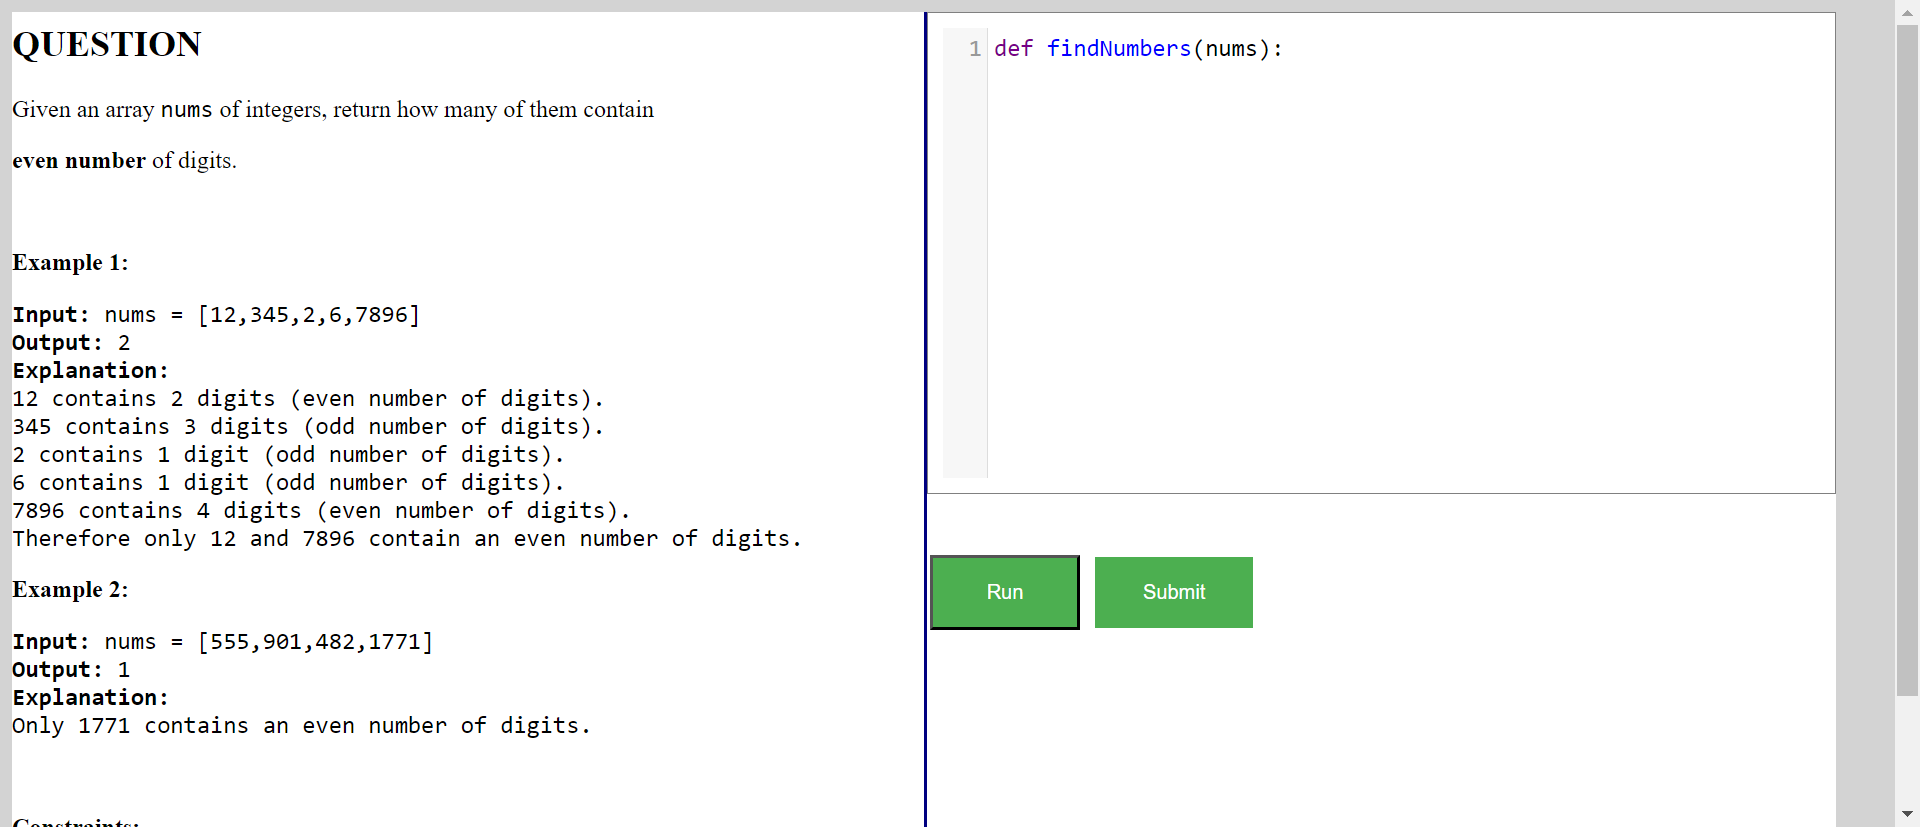 QUESTION
Given an array nums of integers, return how many of them contain
even number of digits.
Example 1:
Input: nums = [12,345,2,6,7896]
Output: 2
Explanation:
12 contains 2 digits (even number of digits).
345 contains 3 digits (odd number of digits).
2 contains 1 digit (odd number of digits).
6 contains 1 digit (odd number of digits).
7896 contains 4 digits (even number of digits).
Therefore only 12 and 7896 contain an even number of digits.
Example 2:
Input: nums = [555,901,482,1771]
Output: 1
Explanation:
Only 1771 contains an even number of digits.
Constraints:
1 def findNumbers(nums):
Run
Submit